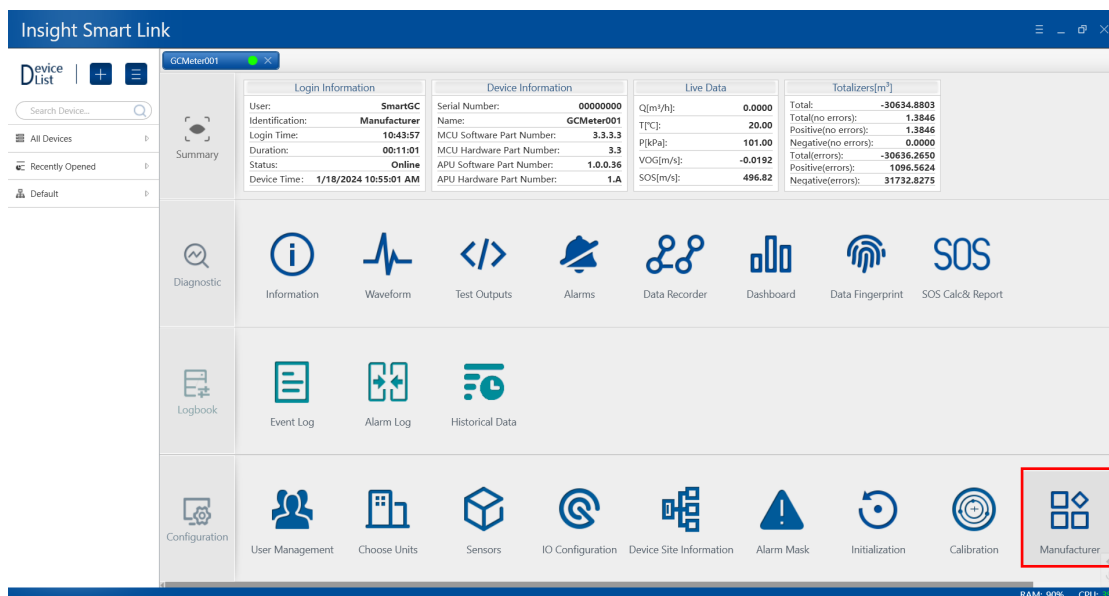 Insight Smart Link
Device List
Search Device...
All Devices
Recently Opened
Default
GCMeter001
Summary
Login Information
User: SmartGC
Identification: Manufacturer
Login Time: 10:43:57
Duration: 00:11:01
Status: Online
Device Time: 1/18/2024 10:55:01 AM
Device Information
Serial Number: 00000000
Name: GCMeter001
MCU Software Part Number: 3.3.3.3
MCU Hardware Part Number: 3.3
APU Software Part Number: 1.0.0.36
APU Hardware Part Number: 1.A
Live Data
Q[m³/h]: 0.0000
T[°C]: 20.00
P[kPa]: 101.00
VOG[m/s]: -0.0192
SOS[m/s]: 496.82
Totalizers[m³]
Total: -30634.8803
Total(no errors): 1.3846
Positive(no errors): 1.3846
Negative(no errors): 0.0000
Total(errors): -30636.2650
Positive(errors): 1096.5624
Negative(errors): 31732.8275
Diagnostic
Information
Waveform
Test Outputs
Alarms
Data Recorder
Dashboard
Data Fingerprint
SOS
SOS Calc& Report
Logbook
Event Log
Alarm Log
Historical Data
Configuration
User Management
Choose Units
Sensors
IO Configuration
Device Site Information
Alarm Mask
Initialization
Calibration
Manufacturer
RAM: 90% CPU: